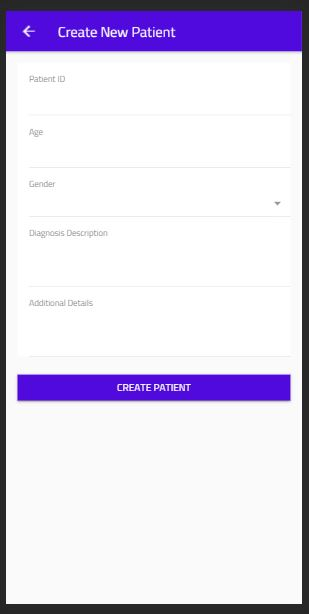 Create New Patient
Patient ID
Age
Gender
Diagnosis Description
Additional Details
CREATE PATIENT